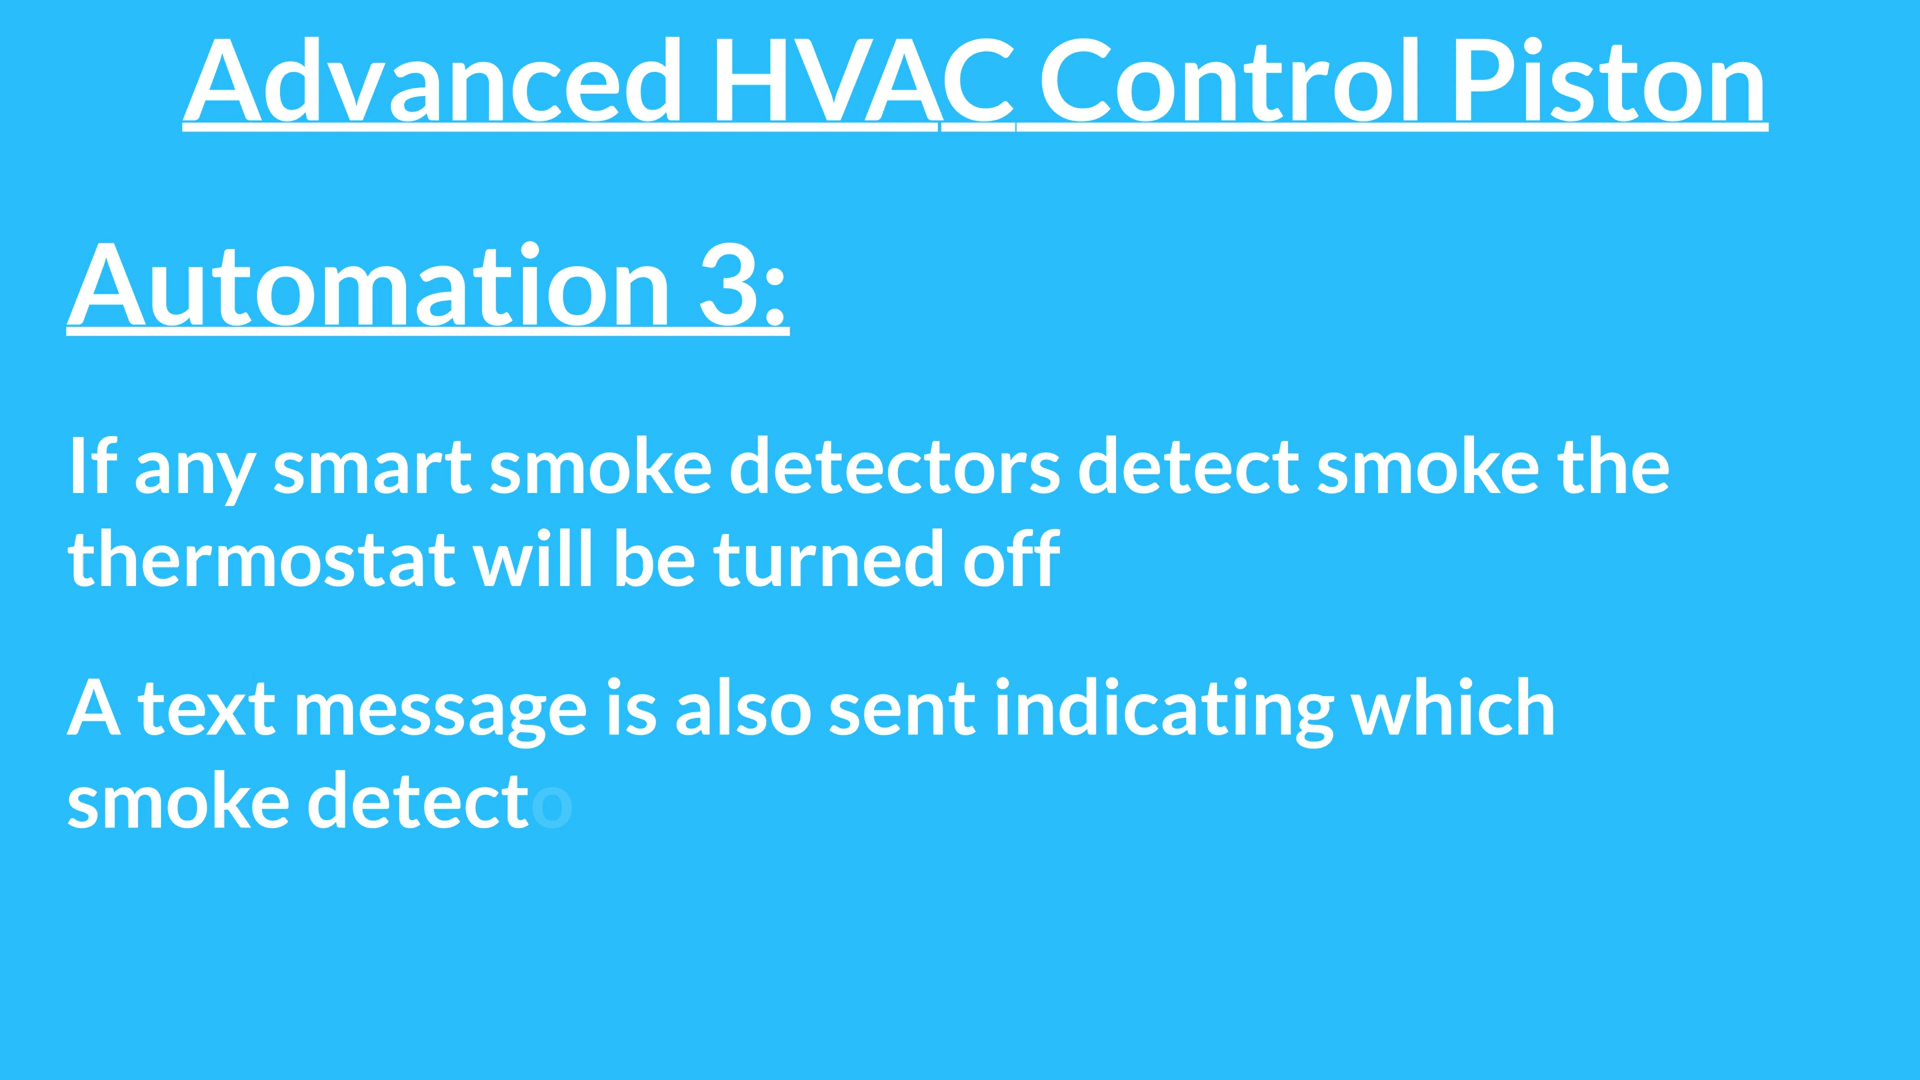 Advanced HVAC Control Piston
Automation 3:
If any smart smoke detectors detect smoke the
thermostat will be turned off
A text message is also sent indicating which
smoke detecto